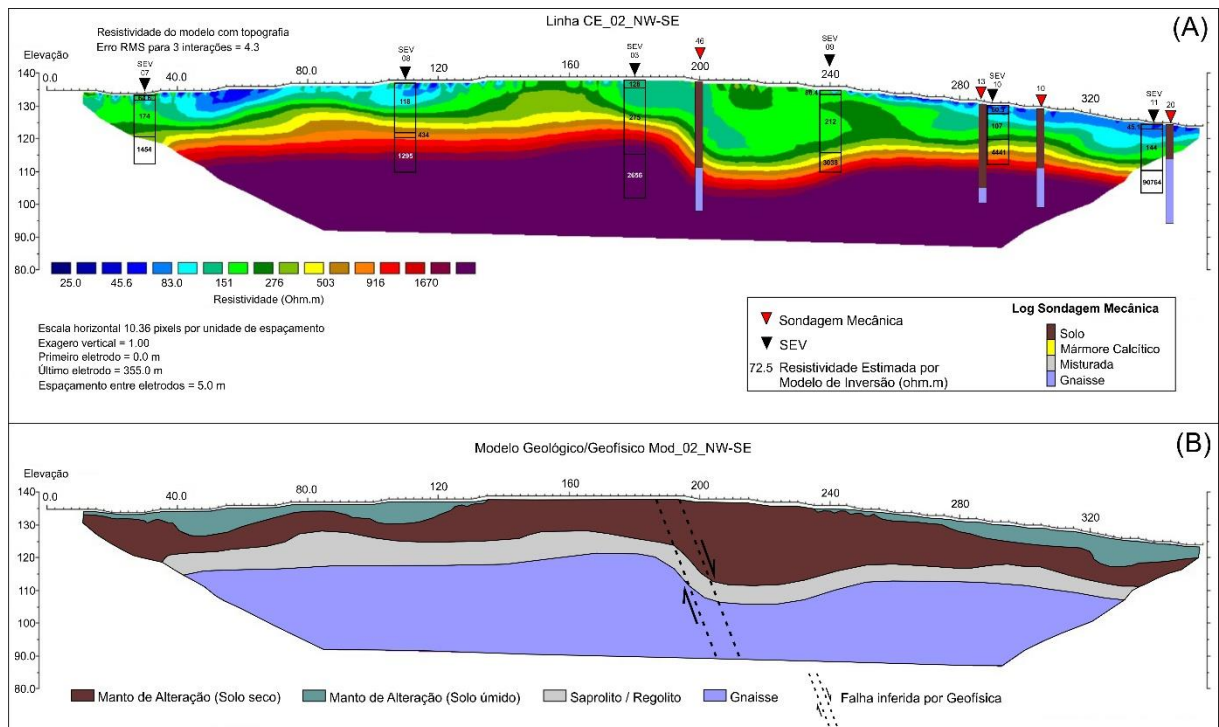 Linha CE_02_NW-SE
(A)
Resistividade do modelo com topografia
Erro RMS para 3 interações = 4.3
Elevação
SEV 07
SEV 08
SEV 03
46
SEV 09
13
SEV 10
10
SEV 11
20
0.0 40.0 80.0 120 160 200 240 280 320
140
130
120
110
100
90.0
80.0
174
1454
118
434
1295
128
275
2656
212
3038
107
4441
144
90764
25.0 45.6 83.0 151 276 503 916 1670
Resistividade (Ohm.m)
Escala horizontal 10.36 pixels por unidade de espaçamento
Exagero vertical = 1.00
Primeiro eletrodo = 0.0 m
Último eletrodo = 355.0 m
Espaçamento entre eletrodos = 5.0 m
Sondagem Mecânica
SEV
72.5 Resistividade Estimada por
Modelo de Inversão (ohm.m)
Log Sondagem Mecânica
Solo
Mármore Calcítico
Misturada
Gnaisse
Modelo Geológico/Geofísico Mod_02_NW-SE
(B)
Elevação
0.0 40.0 80.0 120 160 200 240 280 320
140
130
120
110
100
90.0
80.0
Manto de Alteração (Solo seco) Manto de Alteração (Solo úmido) Saprolito / Regolito Gnaisse Falha inferida por Geofísica